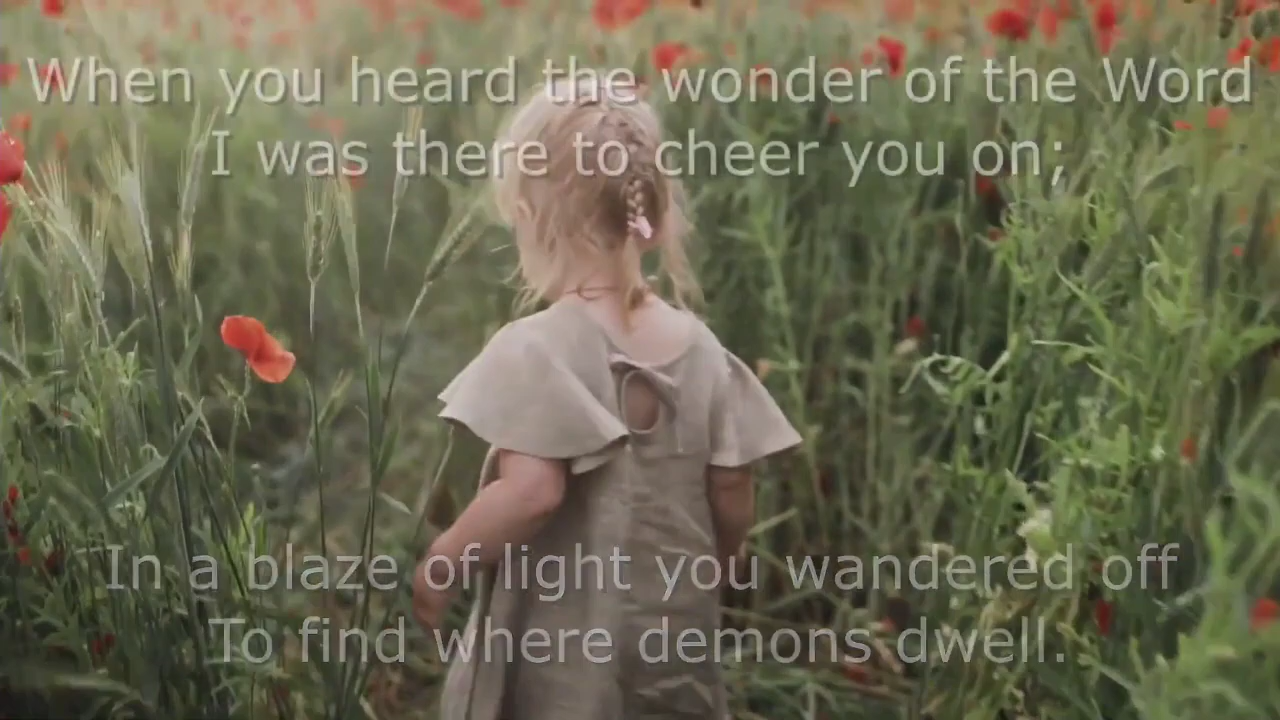 When you heard the wonder of the Word
I was there to cheer you on;
In a blaze of light you wandered off
To find where demons dwell.